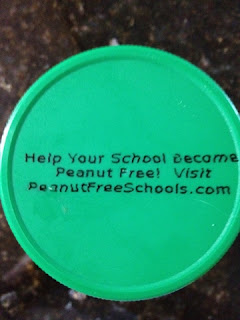 Help Your School Become
Peanut Free! Visit
PeanutFreeSchools.com